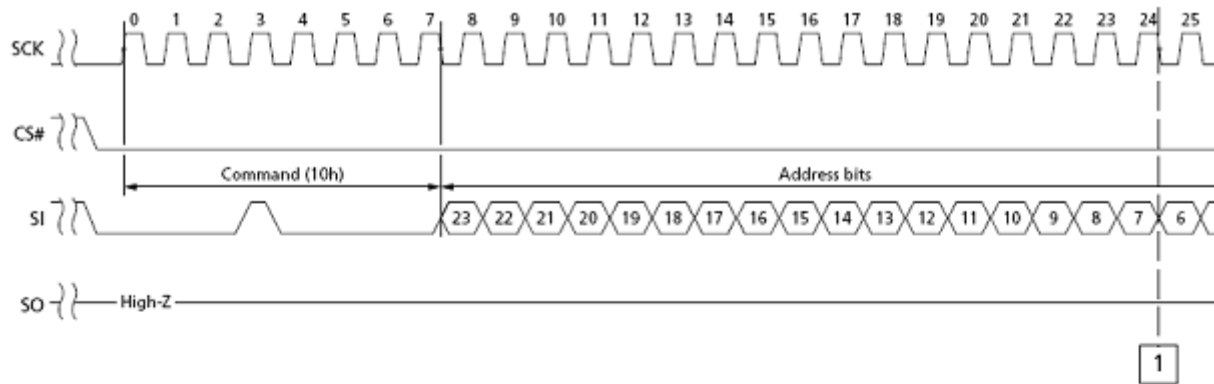 0 1 2 3 4 5 6 7 8 9 10 11 12 13 14 15 16 17 18 19 20 21 22 23 24 25
SCK
CS#
Command (10h) Address bits
SI 23 22 21 20 19 18 17 16 15 14 13 12 11 10 9 8 7 6
SO High-Z
1